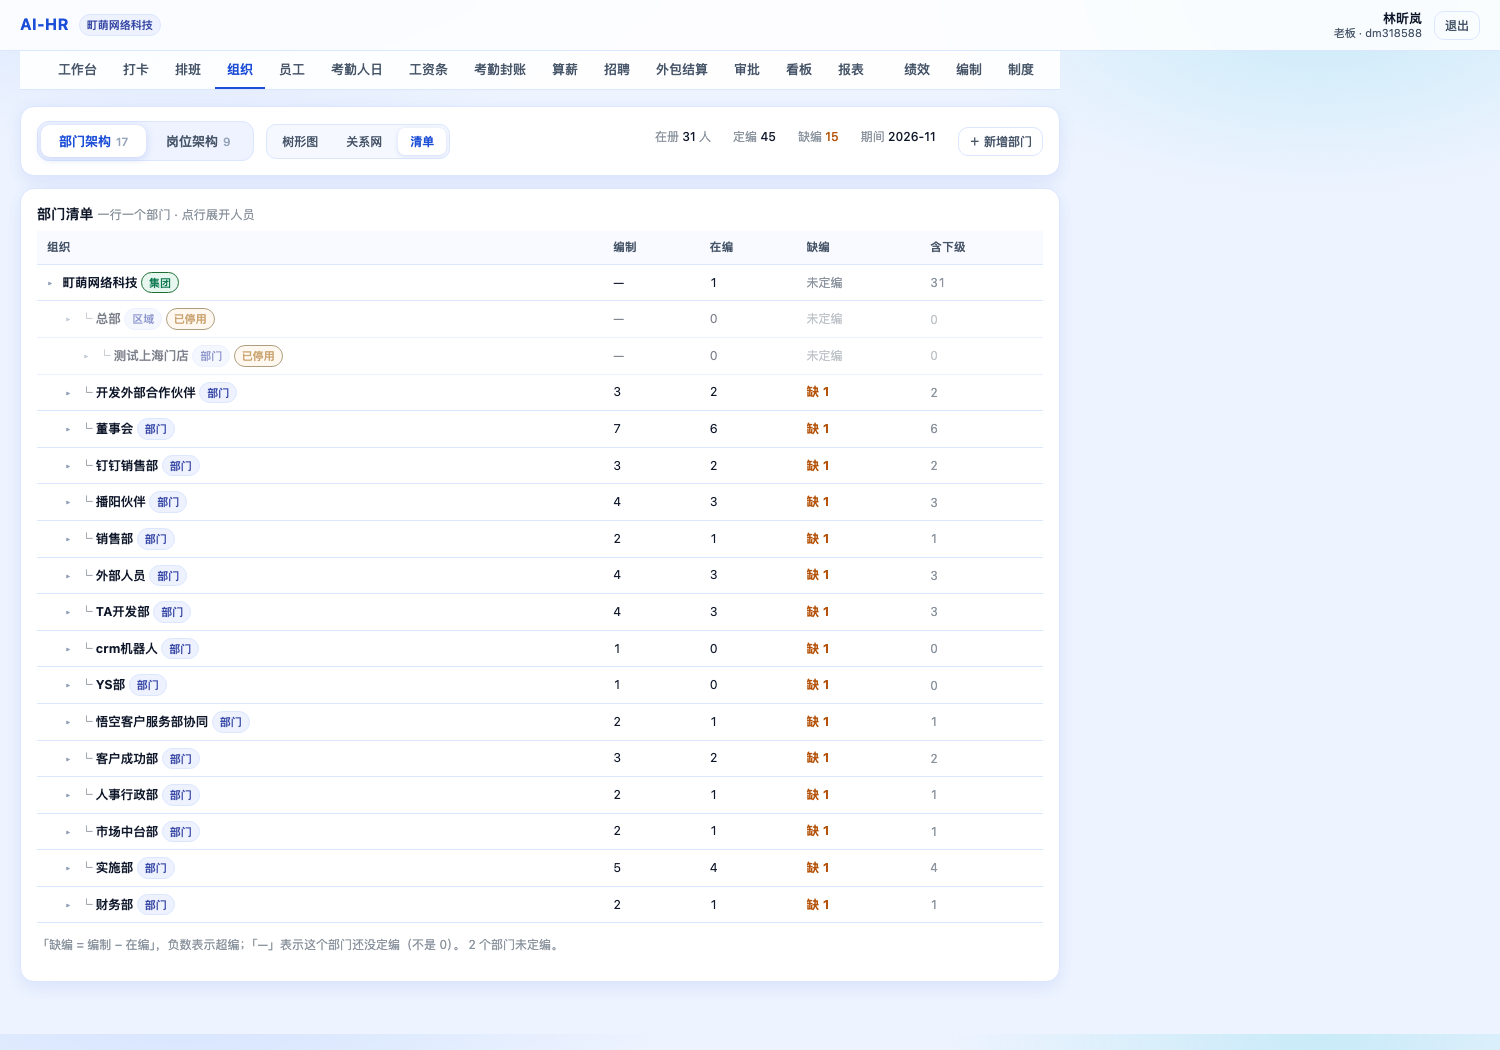 AI-HR 町萌网络科技
林昕岚
老板 · dm318588
退出
工作台 打卡 排班 组织 员工 考勤人日 工资条 考勤封账 算薪 招聘 外包结算 审批 看板 报表 绩效 编制 制度
部门架构 17 岗位架构 9 树形图 关系网 清单 在册 31 人 定编 45 缺编 15 期间 2026-11 + 新增部门
部门清单 一行一个部门 · 点行展开人员
组织 编制 在编 缺编 含下级
▸ 町萌网络科技 集团 — 1 未定编 31
▸ └ 总部 区域 已停用 — 0 未定编 0
▸ └ 测试上海门店 部门 已停用 — 0 未定编 0
▸ └ 开发外部合作伙伴 部门 3 2 缺 1 2
▸ └ 董事会 部门 7 6 缺 1 6
▸ └ 钉钉销售部 部门 3 2 缺 1 2
▸ └ 播阳伙伴 部门 4 3 缺 1 3
▸ └ 销售部 部门 2 1 缺 1 1
▸ └ 外部人员 部门 4 3 缺 1 3
▸ └ TA开发部 部门 4 3 缺 1 3
▸ └ crm机器人 部门 1 0 缺 1 0
▸ └ YS部 部门 1 0 缺 1 0
▸ └ 悟空客户服务部协同 部门 2 1 缺 1 1
▸ └ 客户成功部 部门 3 2 缺 1 2
▸ └ 人事行政部 部门 2 1 缺 1 1
▸ └ 市场中台部 部门 2 1 缺 1 1
▸ └ 实施部 部门 5 4 缺 1 4
▸ └ 财务部 部门 2 1 缺 1 1
「缺编 = 编制 − 在编」，负数表示超编；「—」表示这个部门还没定编（不是 0）。 2 个部门未定编。